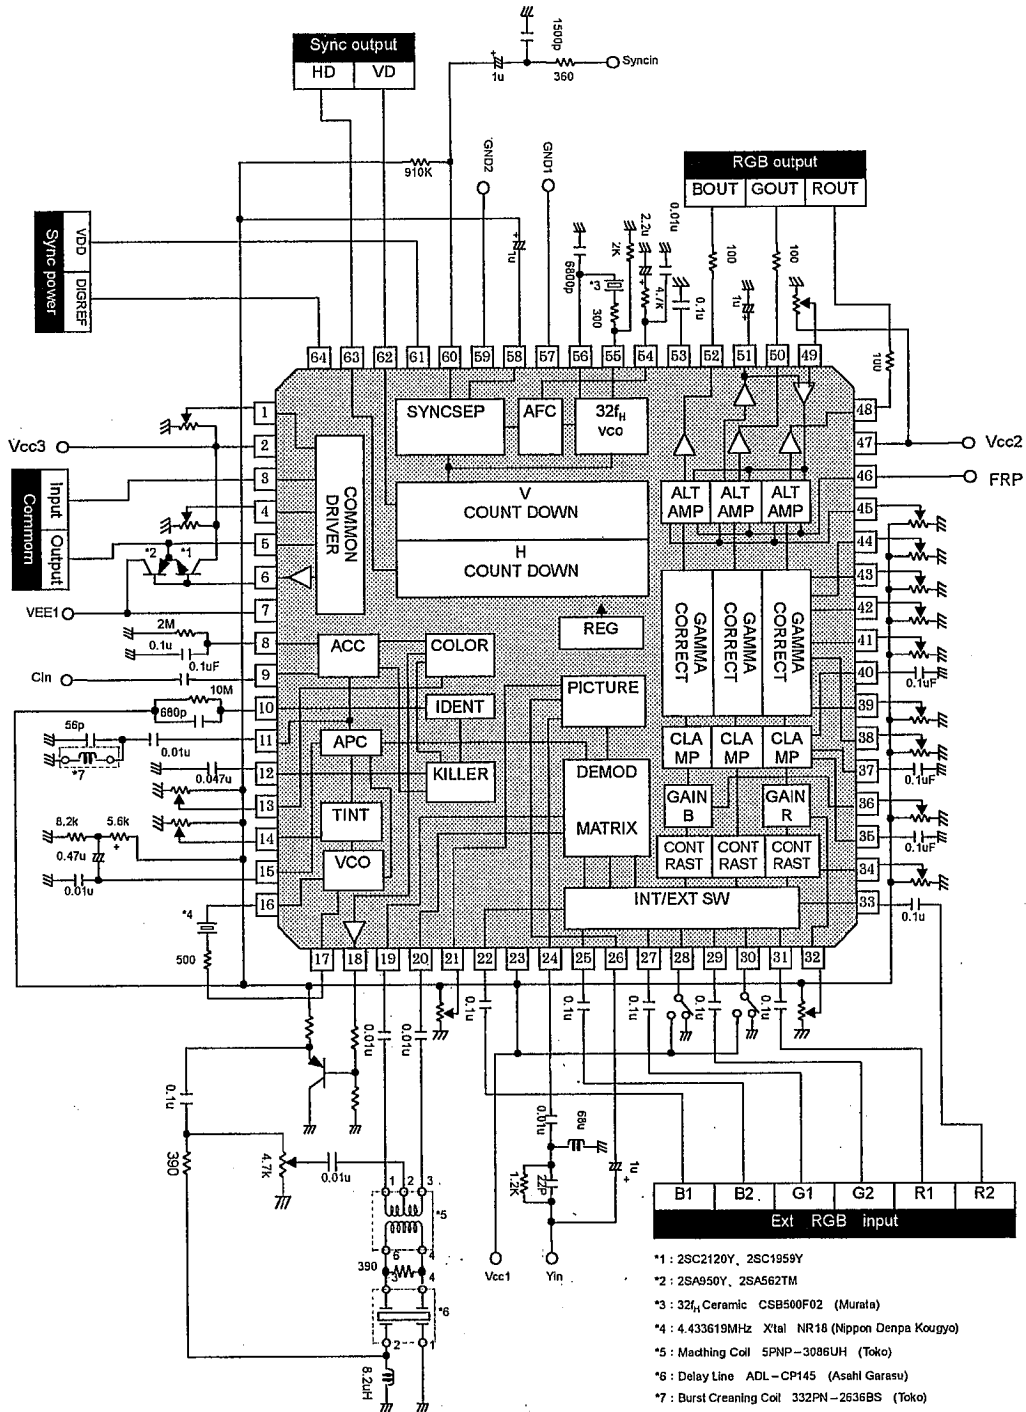 1500p
Sync output
HD VD
1u 360 Syncin
910K
GND2
GND1
RGB output
BOUT GOUT ROUT
Sync power
VDD
DIGREF
1u
6800p
*3
300
2K
2.2u
4.7k
0.01u
0.1u
100
1u
100
100
64 63 62 61 60 59 58 57 56 55 54 53 52 51 50 49
SYNCSEP
AFC
32fH
vco
V
COUNT DOWN
H
COUNT DOWN
REG
COMMON
DRIVER
ALT
AMP
ALT
AMP
ALT
AMP
GAMMA
CORRECT
GAMMA
CORRECT
GAMMA
CORRECT
Vcc3
Commorn
Input
Output
*2 *1
VEE1
2M
0.1u
0.1uF
Cin
10M
680p
56p
0.01u
*7
0.047u
8.2k 5.6k
+
0.47u
0.01u
*4
500
1
2
3
4
5
6
7
8
9
10
11
12
13
14
15
16
ACC
COLOR
IDENT
APC
KILLER
TINT
VCO
PICTURE
DEMOD
MATRIX
CLA
MP
CLA
MP
CLA
MP
GAIN
B
GAIN
R
CONT
RAST
CONT
RAST
CONT
RAST
INT/EXT SW
48
47
46
45
44
43
42
41
40
39
38
37
36
35
34
33
Vcc2
FRP
0.1uF
0.1uF
0.1uF
0.1u
17 18 19 20 21 22 23 24 25 26 27 28 29 30 31 32
0.01u
0.01u
0.1u
0.1u
0.1u
0.1u
0.1u
0.1u
390
4.7k
0.01u
1 2 3
*5
6 4
390
3 4
*6
2 1
8.2uH
0.01u
68u
1.2K
22P
1u
+
Vcc1 Yin
B1 B2 G1 G2 R1 R2
Ext RGB input
*1 : 2SC2120Y、2SC1959Y
*2 : 2SA950Y、2SA562TM
*3 : 32fH Ceramic CSB500F02 (Murata)
*4 : 4.433619MHz X'tal NR18 (Nippon Denpa Kougyo)
*5 : Macthing Coil 5PNP-3086UH (Toko)
*6 : Delay Line ADL-CP145 (Asahi Garasu)
*7 : Burst Creaning Coil 332PN-2636BS (Toko)